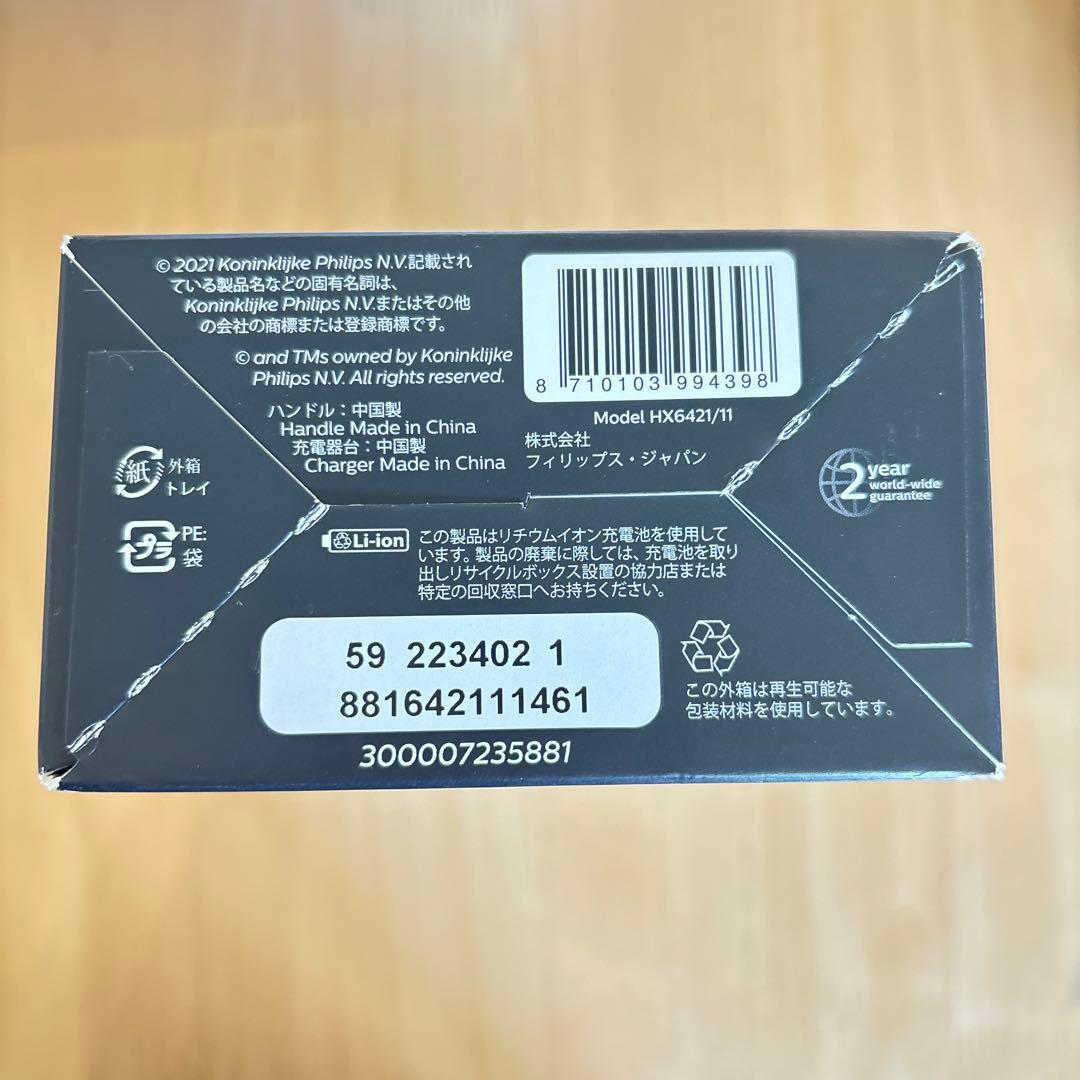 © 2021 Koninklijke Philips N.V.記載され
ている製品名などの固有名詞は、
Koninklijke Philips N.V.またはその他
の会社の商標または登録商標です。
© and TMs owned by Koninklijke
Philips N.V. All rights reserved.
ハンドル：中国製
Handle Made in China
充電器台：中国製
Charger Made in China
8 710103 994398
Model HX6421/11
株式会社
フィリップス・ジャパン
紙 外箱
トレイ
プラ PE:
袋
2 year
world-wide
guarantee
Li-ion
この製品はリチウムイオン充電池を使用して
います。製品の廃棄に際しては、充電池を取り
出しリサイクルボックス設置の協力店または
特定の回収窓口へお持ちください。
59 223402 1
881642111461
300007235881
この外箱は再生可能な
包装材料を使用しています。